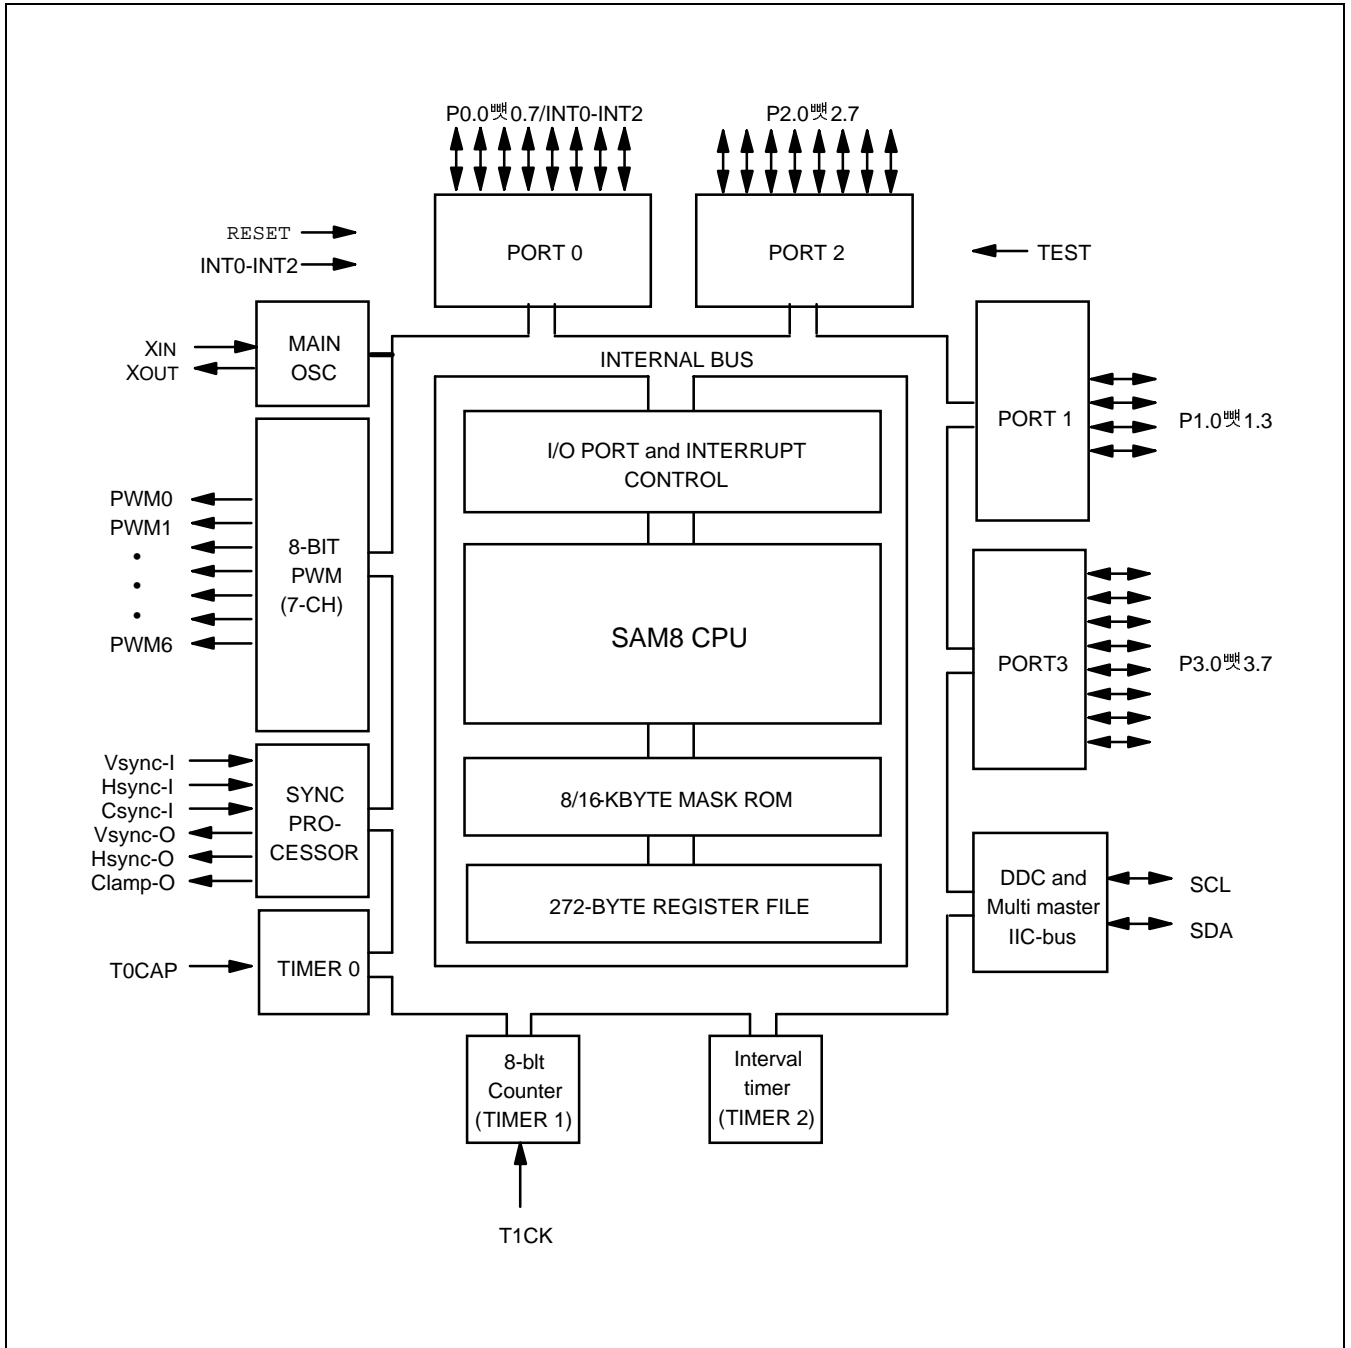 P0.0뺷0.7/INT0-INT2
P2.0뺷2.7
RESET
INT0-INT2
PORT 0
PORT 2
TEST
XIN
XOUT
MAIN
OSC
INTERNAL BUS
I/O PORT and INTERRUPT
CONTROL
PORT 1
P1.0뺷1.3
PWM0
PWM1
PWM6
8-BIT
PWM
(7-CH)
SAM8 CPU
PORT3
P3.0뺷3.7
Vsync-I
Hsync-I
Csync-I
Vsync-O
Hsync-O
Clamp-O
SYNC
PRO-
CESSOR
8/16-KBYTE MASK ROM
272-BYTE REGISTER FILE
DDC and
Multi master
IIC-bus
SCL
SDA
T0CAP
TIMER 0
8-blt
Counter
(TIMER 1)
Interval
timer
(TIMER 2)
T1CK